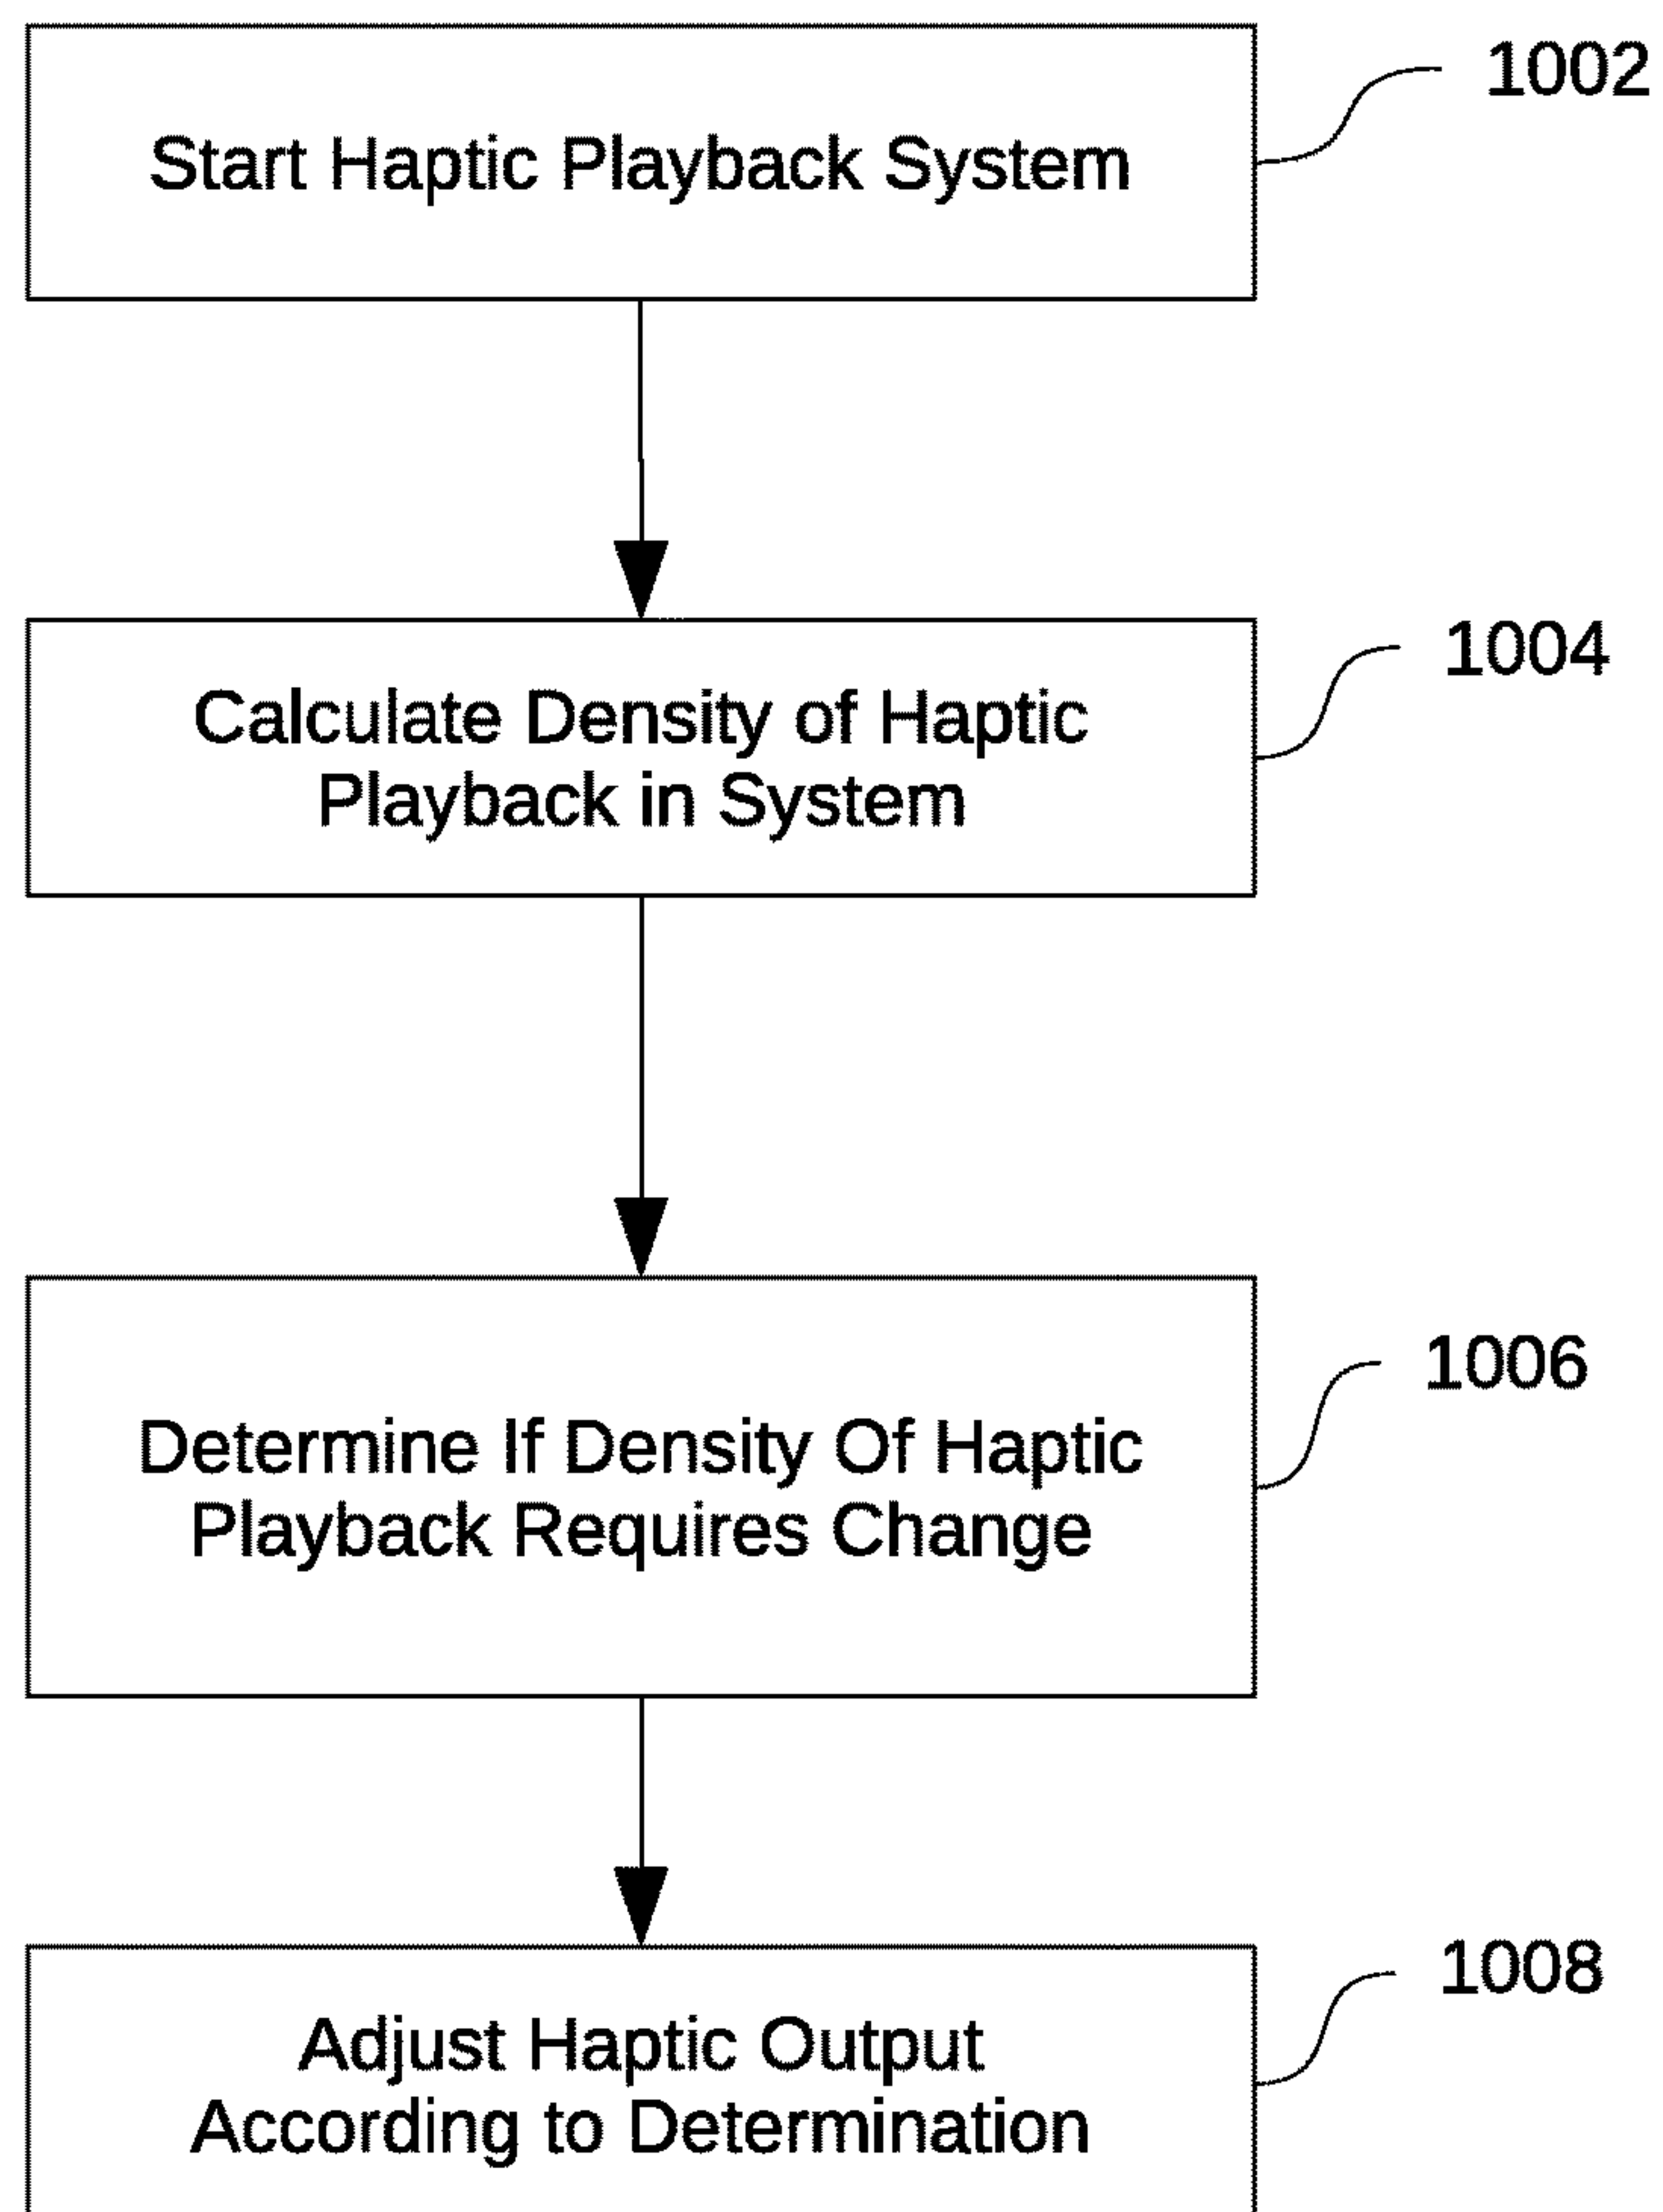 1002
Start Haptic Playback System
1004
Calculate Density of Haptic
Playback in System
1006
Determine If Density Of Haptic
Playback Requires Change
1008
Adjust Haptic Output
According to Determination